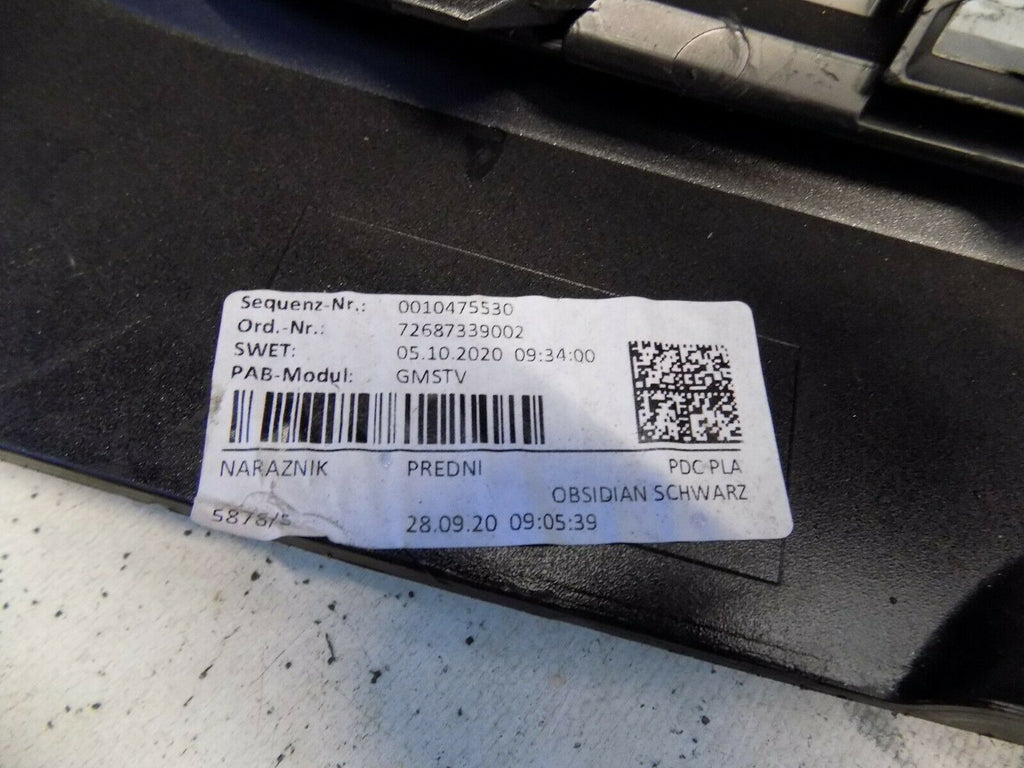 Sequenz-Nr.: 0010475530
Ord.-Nr.: 72687339002
SWET: 05.10.2020 09:34:00
PAB-Modul: GMSTV
NARAZNIK PREDNI PDC PLA
OBSIDIAN SCHWARZ
5878/5 28.09.20 09:05:39